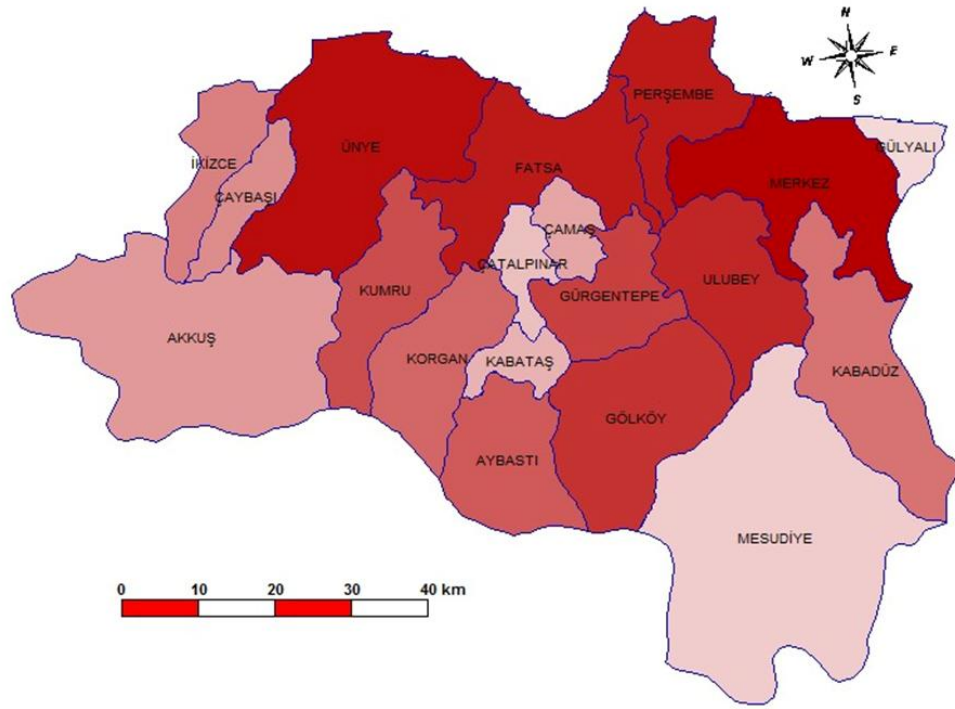 N
W E
S
PERŞEMBE
GÜLYALI
ÜNYE
İKİZCE
FATSA
MERKEZ
ÇAYBAŞI
ÇAMAŞ
ÇATALPINAR
ULUBEY
KUMRU
GÜRGENTEPE
AKKUŞ
KORGAN
KABATAŞ
KABADÜZ
GÖLKÖY
AYBASTI
MESUDİYE
0 10 20 30 40 km